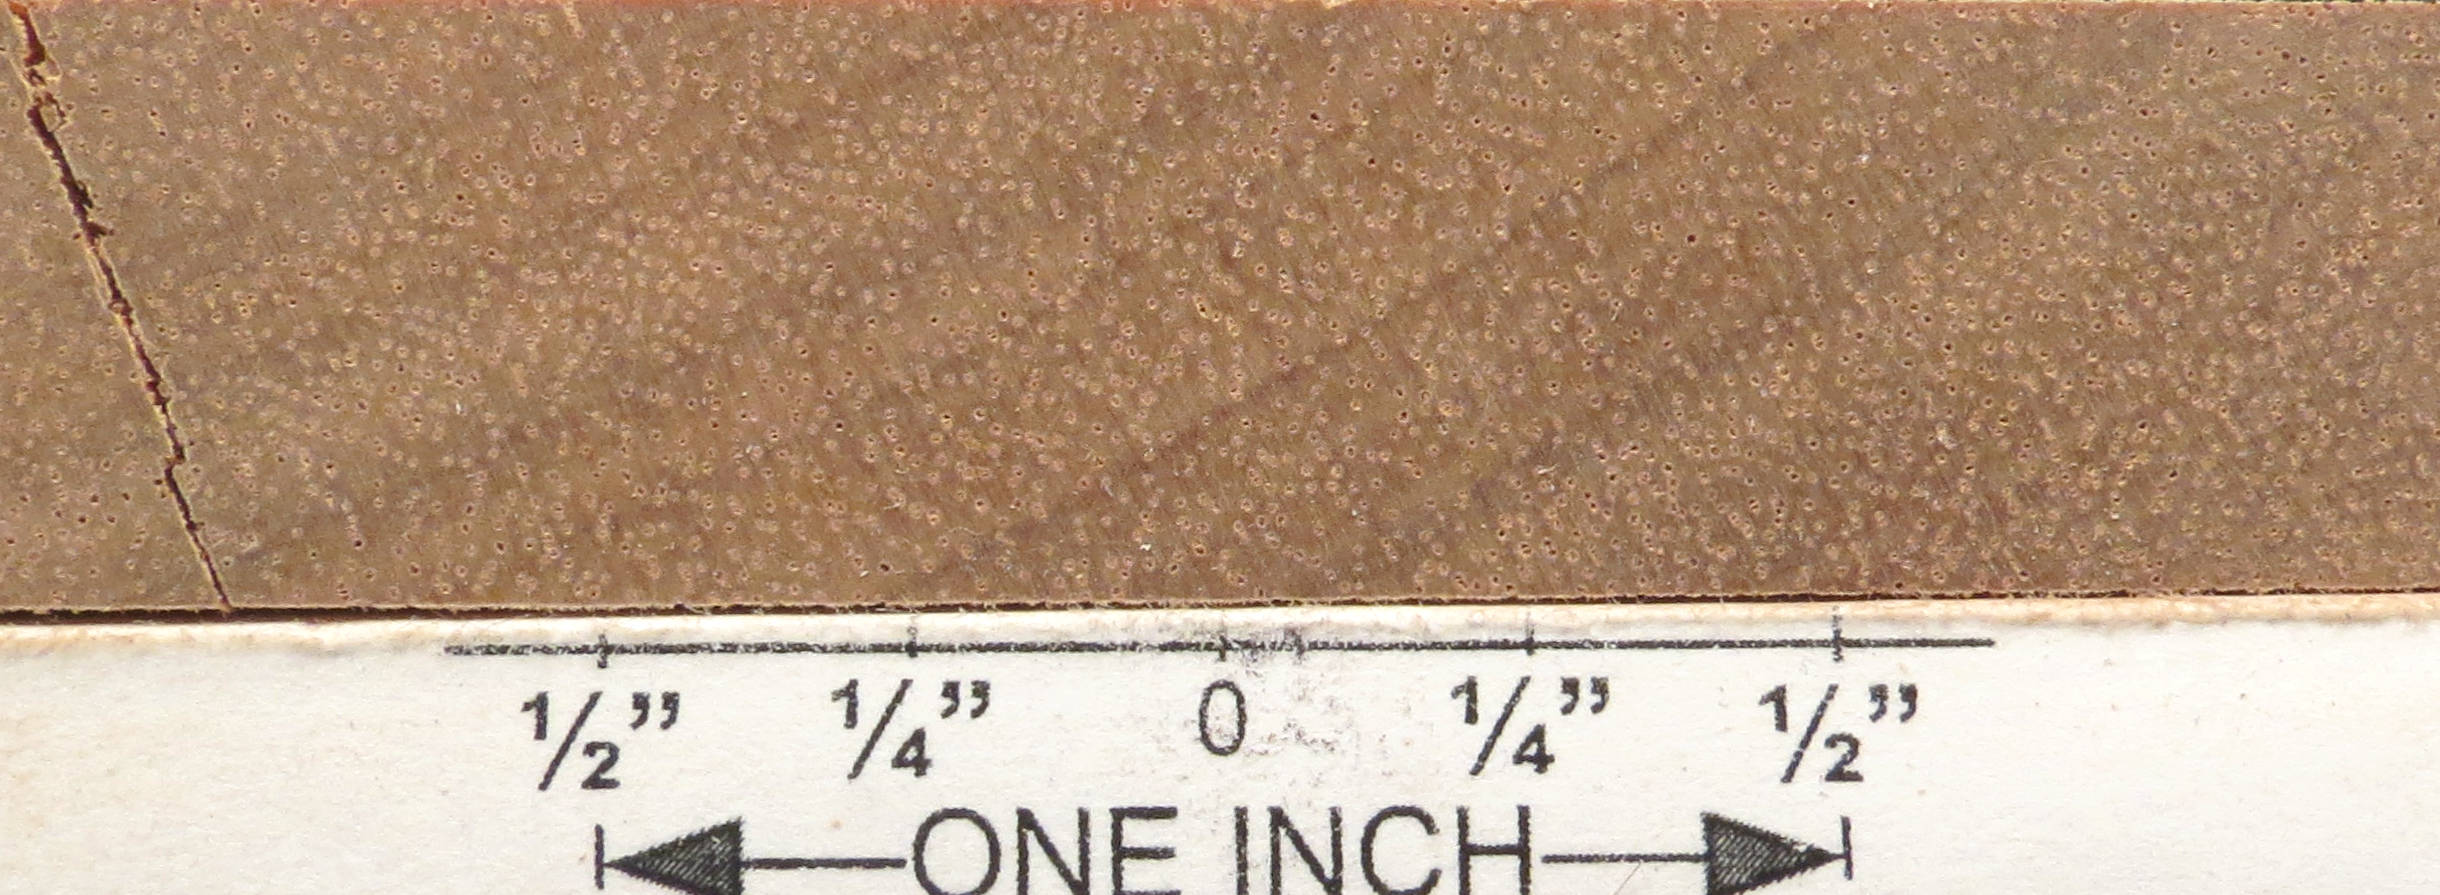 1/2” 1/4” 0 1/4” 1/2”
ONE INCH